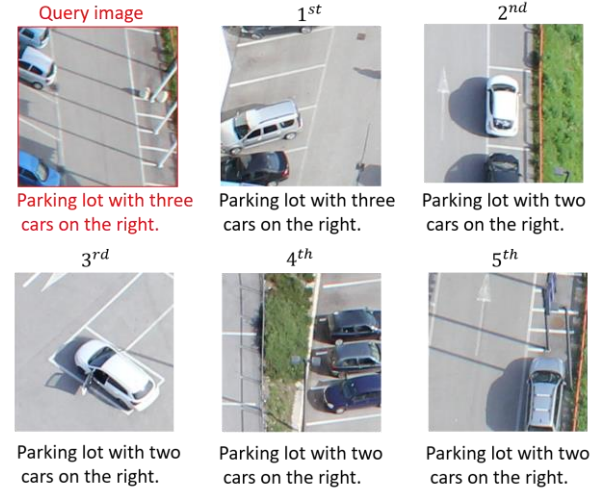 Query image
1st
2nd
Parking lot with three
cars on the right.
Parking lot with three
cars on the right.
Parking lot with two
cars on the right.
3rd
4th
5th
Parking lot with two
cars on the right.
Parking lot with two
cars on the right.
Parking lot with two
cars on the right.